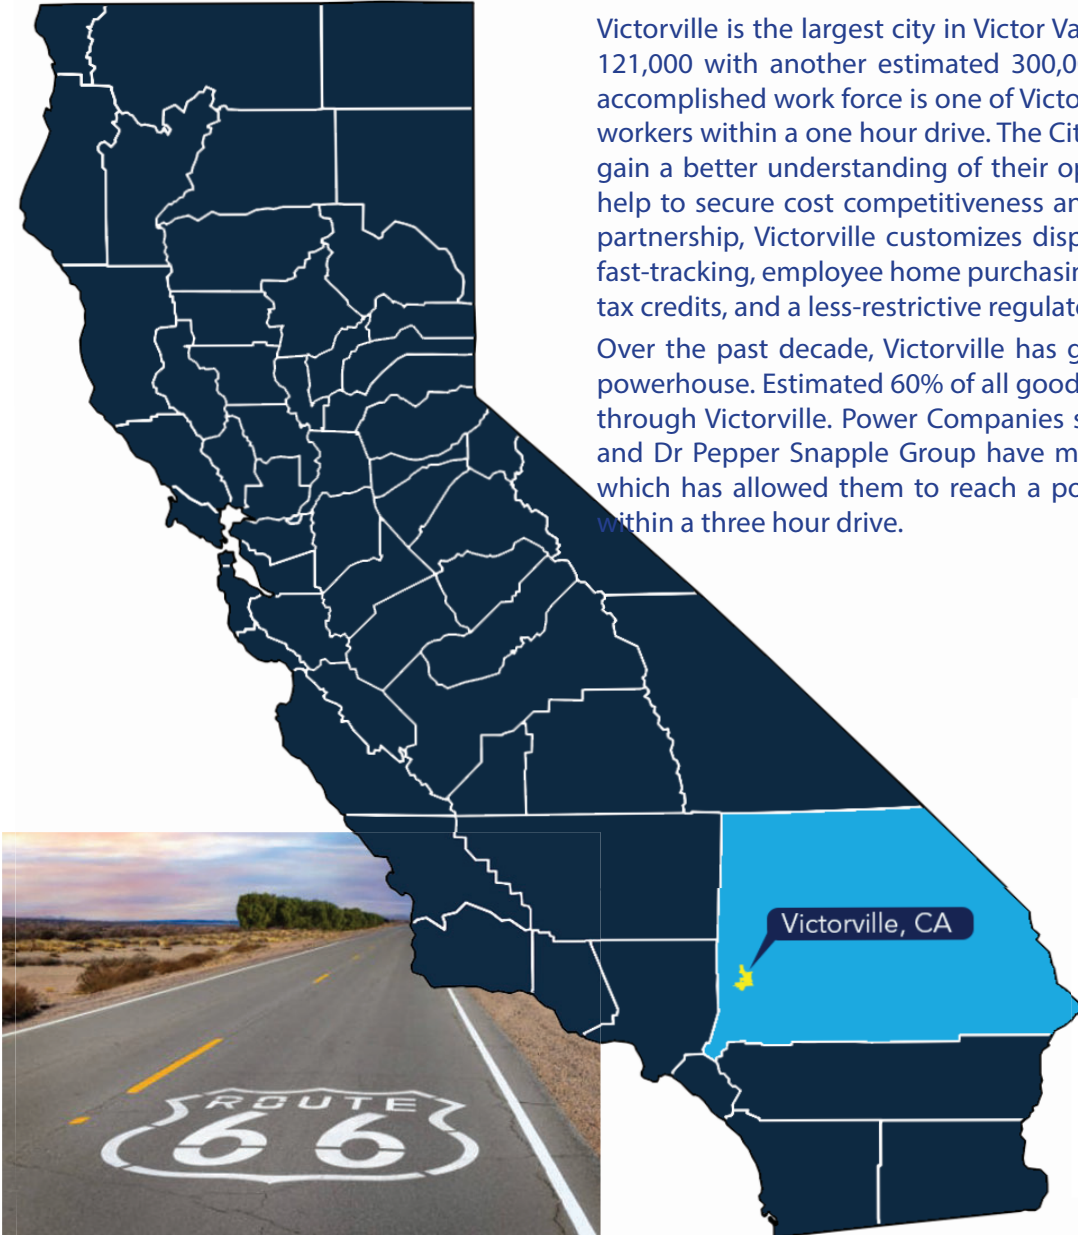 Victorville is the largest city in Victor Va
121,000 with another estimated 300,0
accomplished work force is one of Victo
workers within a one hour drive. The Cit
gain a better understanding of their op
help to secure cost competitiveness an
partnership, Victorville customizes disp
fast-tracking, employee home purchasin
tax credits, and a less-restrictive regulat
Over the past decade, Victorville has g
powerhouse. Estimated 60% of all good
through Victorville. Power Companies s
and Dr Pepper Snapple Group have m
which has allowed them to reach a po
within a three hour drive.
Victorville, CA
ROUTE
66